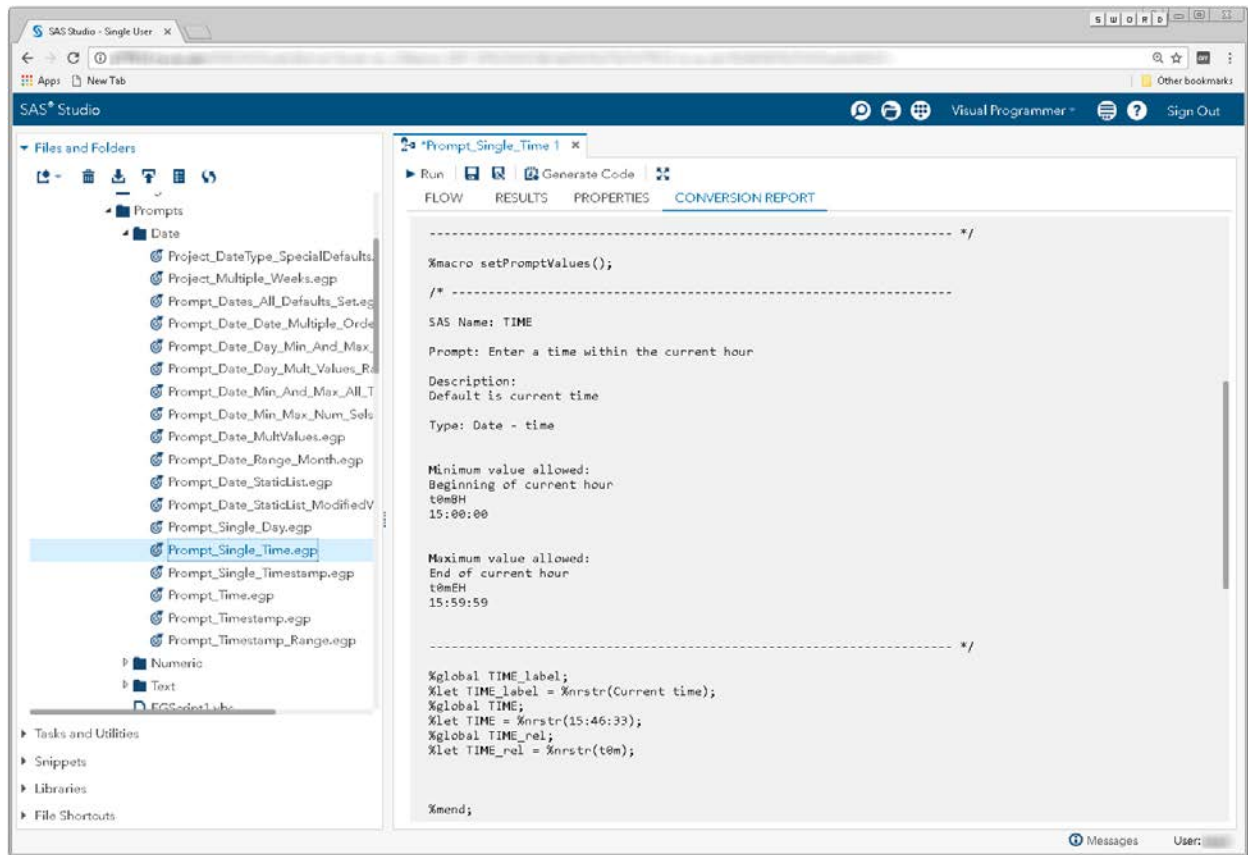 S W O R D
SAS Studio - Single User
Apps New Tab Other bookmarks
SAS® Studio Visual Programmer Sign Out
Files and Folders
Prompts
Date
Project_DateType_SpecialDefaults.
Project_Multiple_Weeks.egp
Prompt_Dates_All_Defaults_Set.eg
Prompt_Date_Date_Multiple_Orde
Prompt_Date_Day_Min_And_Max_
Prompt_Date_Day_Mult_Values_Ra
Prompt_Date_Min_And_Max_All_T
Prompt_Date_Min_Max_Num_Sels
Prompt_Date_MultValues.egp
Prompt_Date_Range_Month.egp
Prompt_Date_StaticList.egp
Prompt_Date_StaticList_ModifiedV
Prompt_Single_Day.egp
Prompt_Single_Time.egp
Prompt_Single_Timestamp.egp
Prompt_Time.egp
Prompt_Timestamp.egp
Prompt_Timestamp_Range.egp
Numeric
Text
EGScript1.vbs
Tasks and Utilities
Snippets
Libraries
File Shortcuts
*Prompt_Single_Time 1
Run Generate Code
FLOW RESULTS PROPERTIES CONVERSION REPORT
----------------------------------------------------------------------- */
%macro setPromptValues();
/* --------------------------------------------------------------------
SAS Name: TIME
Prompt: Enter a time within the current hour
Description:
Default is current time
Type: Date - time
Minimum value allowed:
Beginning of current hour
t0mBH
15:00:00
Maximum value allowed:
End of current hour
t0mEH
15:59:59
----------------------------------------------------------------------- */
%global TIME_label;
%let TIME_label = %nrstr(Current time);
%global TIME;
%let TIME = %nrstr(15:46:33);
%global TIME_rel;
%let TIME_rel = %nrstr(t0m);
%mend;
Messages User: